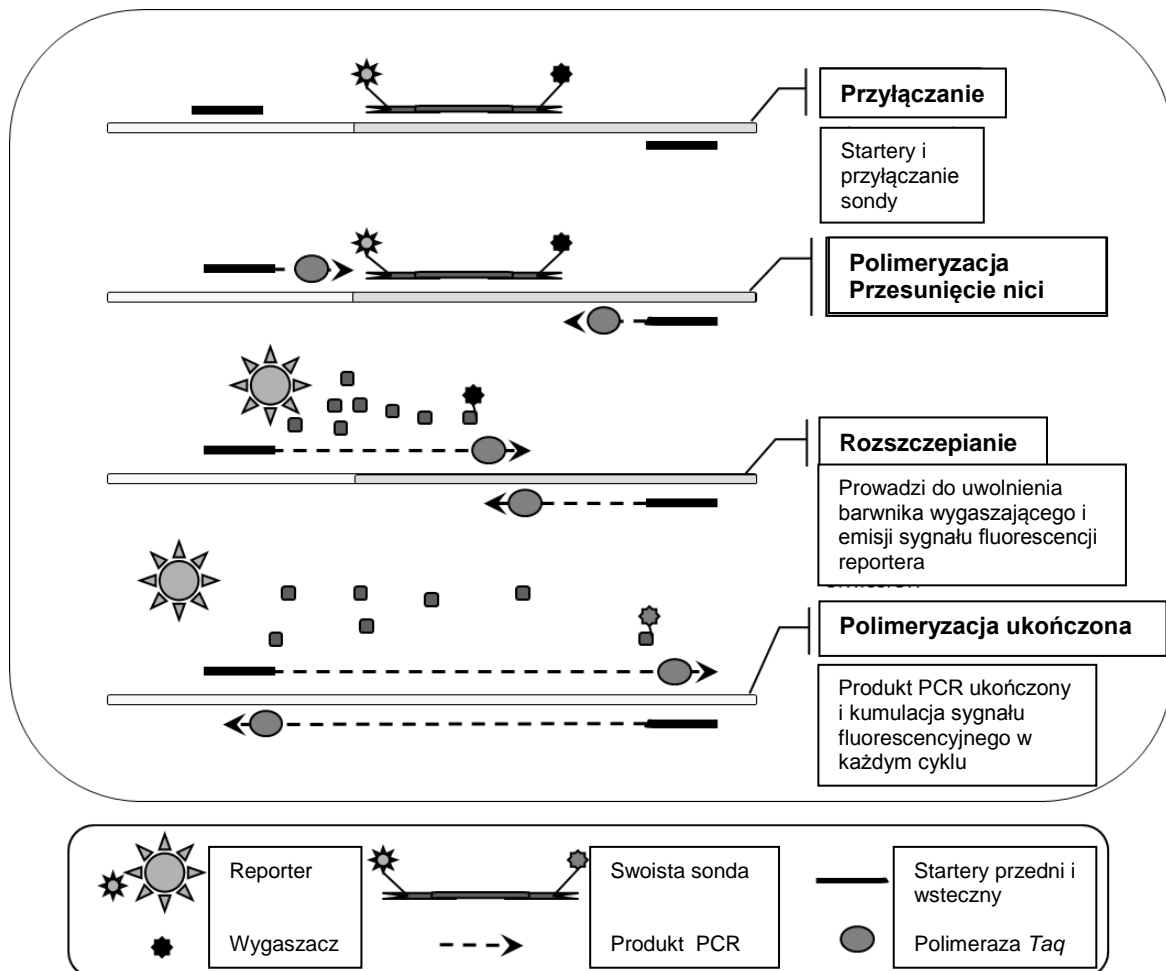 Przyłączanie
Startery i
przyłączanie
sondy
Polimeryzacja
Przesunięcie nici
Rozszczepianie
Prowadzi do uwolnienia
barwnika wygaszającego i
emisji sygnału fluorescencji
reportera
Polimeryzacja ukończona
Produkt PCR ukończony
i kumulacja sygnału
fluorescencyjnego w
każdym cyklu
Reporter
Swoista sonda
Startery przedni i
wsteczny
Wygaszacz
Produkt PCR
Polimeraza Taq